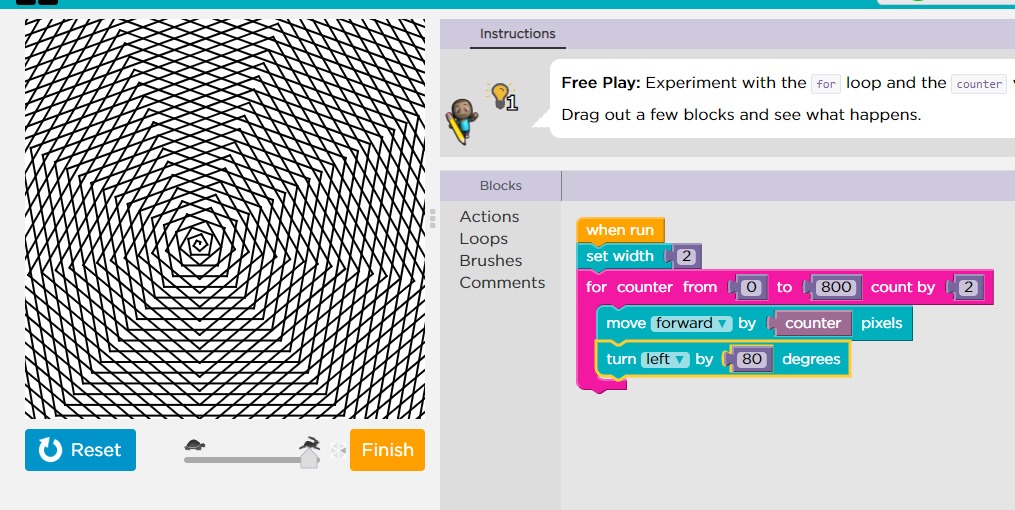 Instructions
1
Free Play: Experiment with the for loop and the counter
Drag out a few blocks and see what happens.
Blocks
Actions
Loops
Brushes
Comments
when run
set width 2
for counter from 0 to 800 count by 2
move forward ▼ by counter pixels
turn left ▼ by 80 degrees
Reset
Finish